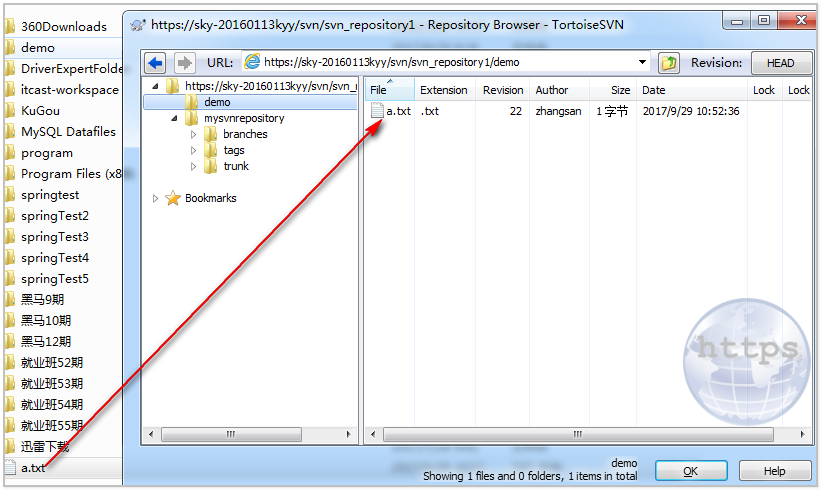 360Downloads
demo
DriverExpertFolde
itcast-workspace
KuGou
MySQL Datafiles
program
Program Files (x8
springtest
springTest2
springTest3
springTest4
springTest5
黑马9期
黑马10期
黑马12期
就业班52期
就业班53期
就业班54期
就业班55期
迅雷下载
a.txt
https://sky-20160113kyy/svn/svn_repository1 - Repository Browser - TortoiseSVN
URL: https://sky-20160113kyy/svn/svn_repository1/demo Revision: HEAD
https://sky-20160113kyy/svn/svn_r
demo
mysvnrepository
branches
tags
trunk
Bookmarks
File Extension Revision Author Size Date Lock Lock
a.txt .txt 22 zhangsan 1 字节 2017/9/29 10:52:36
https
demo
Showing 1 files and 0 folders, 1 items in total
OK Help